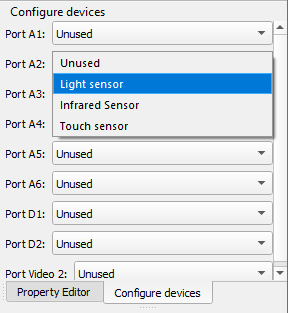 Configure devices
Port A1: Unused
Port A2: Unused
Light sensor
Port A3:
Infrared Sensor
Port A4: Touch sensor
Port A5: Unused
Port A6: Unused
Port D1: Unused
Port D2: Unused
Port Video 2: Unused
Property Editor Configure devices